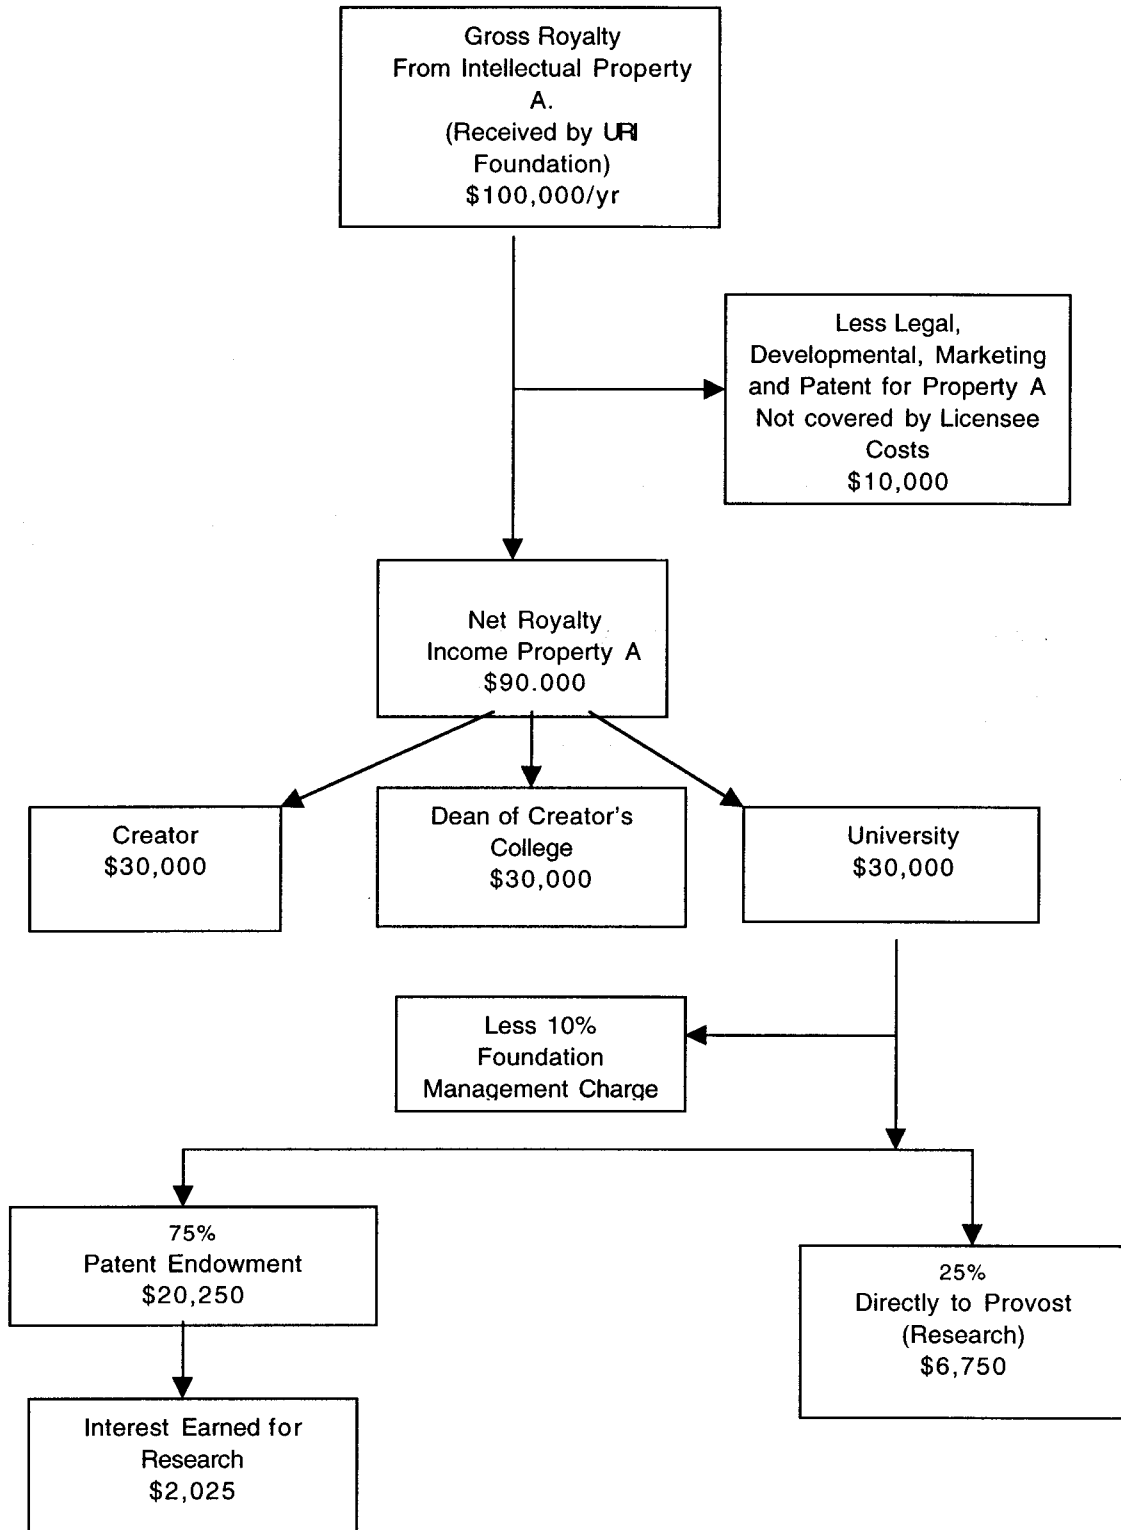 Gross Royalty
From Intellectual Property
A.
(Received by URI
Foundation)
$100,000/yr
Less Legal,
Developmental, Marketing
and Patent for Property A
Not covered by Licensee
Costs
$10,000
Net Royalty
Income Property A
$90.000
Creator
$30,000
Dean of Creator's
College
$30,000
University
$30,000
Less 10%
Foundation
Management Charge
75%
Patent Endowment
$20,250
25%
Directly to Provost
(Research)
$6,750
Interest Earned for
Research
$2,025